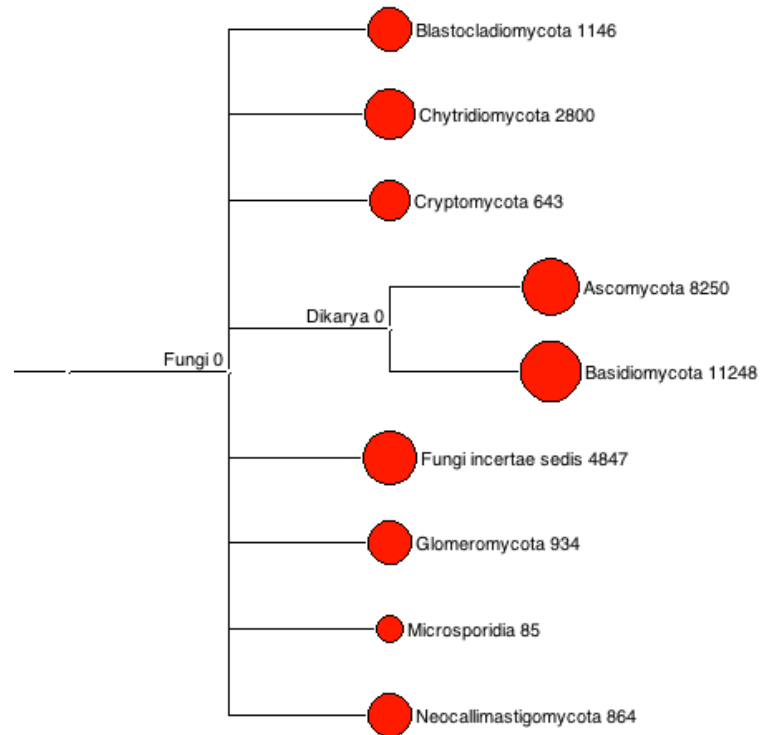 Blastocladiomycota 1146
Chytridiomycota 2800
Cryptomycota 643
Ascomycota 8250
Dikarya 0
Fungi 0
Basidiomycota 11248
Fungi incertae sedis 4847
Glomeromycota 934
Microsporidia 85
Neocallimastigomycota 864